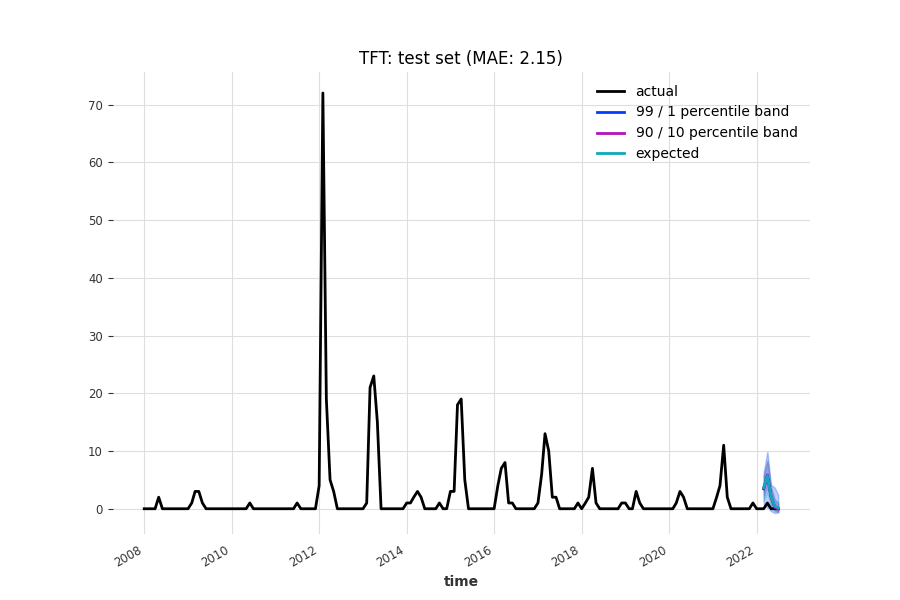 TFT: test set (MAE: 2.15)
actual
99 / 1 percentile band
90 / 10 percentile band
expected
70
60
50
40
30
20
10
0
2008
2010
2012
2014
2016
2018
2020
2022
time